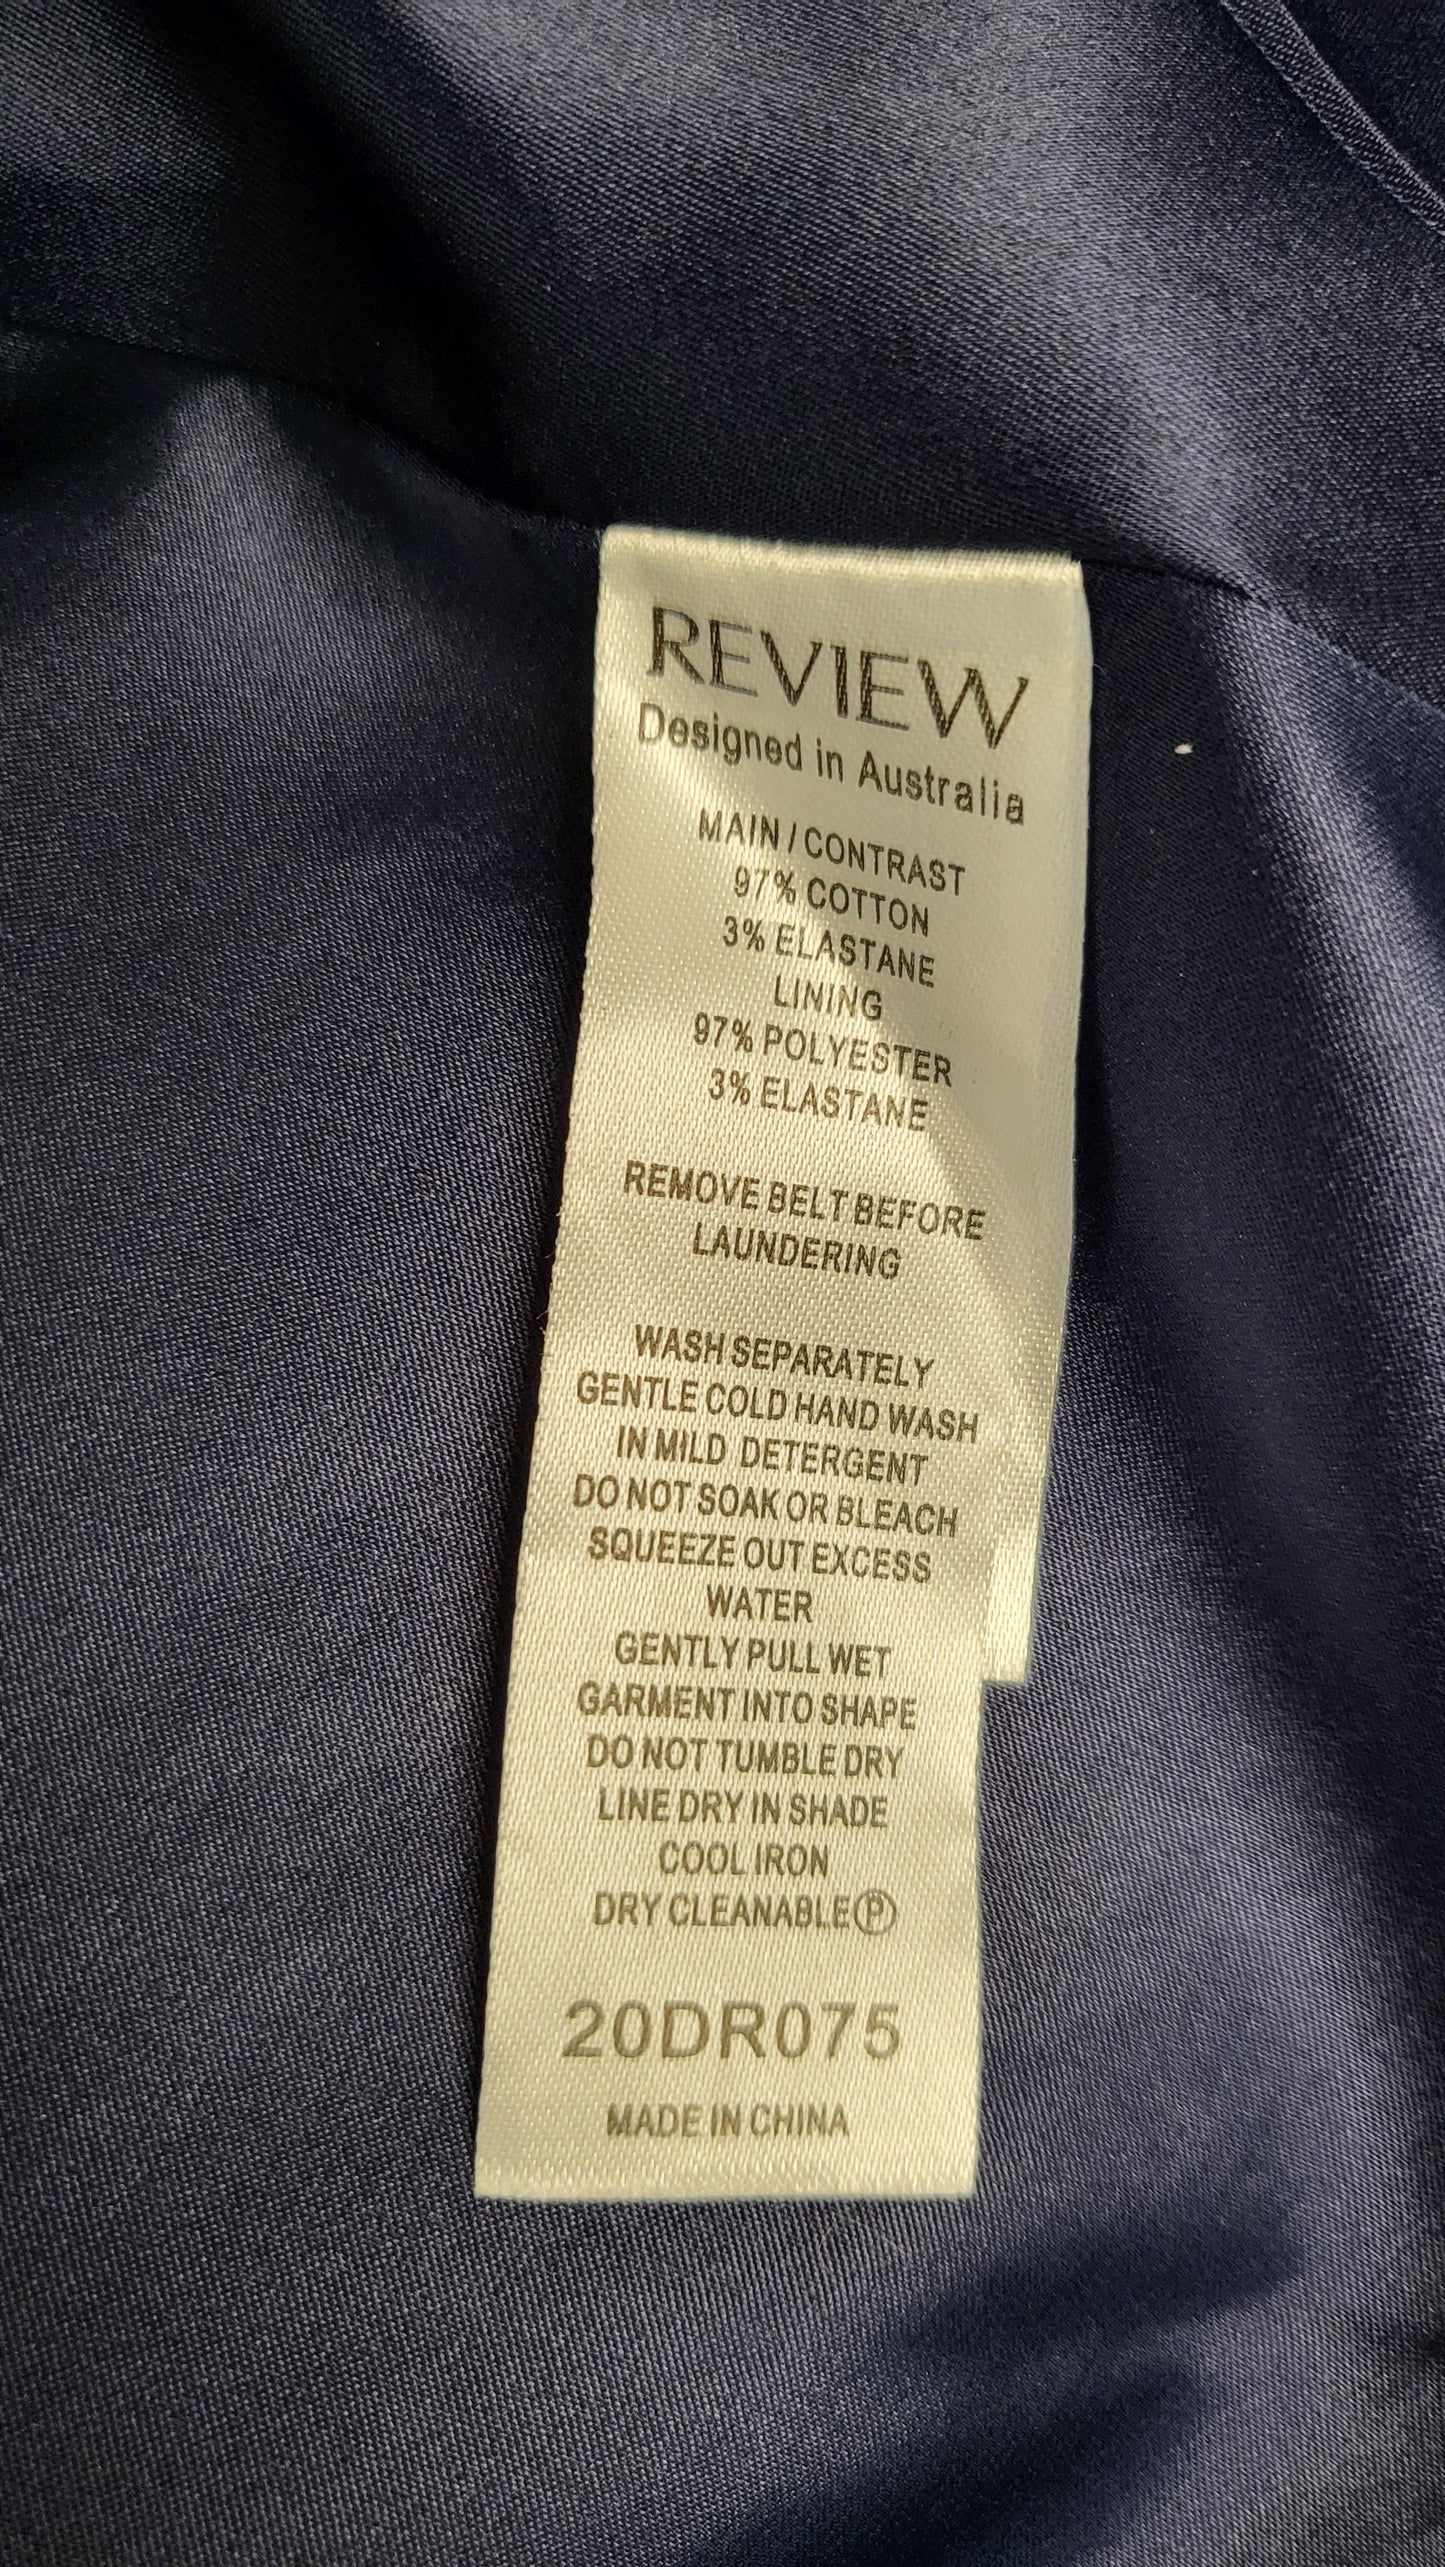 REVIEW
Designed in Australia
MAIN / CONTRAST
97% COTTON
3% ELASTANE
LINING
97% POLYESTER
3% ELASTANE
REMOVE BELT BEFORE
LAUNDERING
WASH SEPARATELY
GENTLE COLD HAND WASH
IN MILD DETERGENT
DO NOT SOAK OR BLEACH
SQUEEZE OUT EXCESS
WATER
GENTLY PULL WET
GARMENT INTO SHAPE
DO NOT TUMBLE DRY
LINE DRY IN SHADE
COOL IRON
DRY CLEANABLE Ⓟ
20DR075
MADE IN CHINA